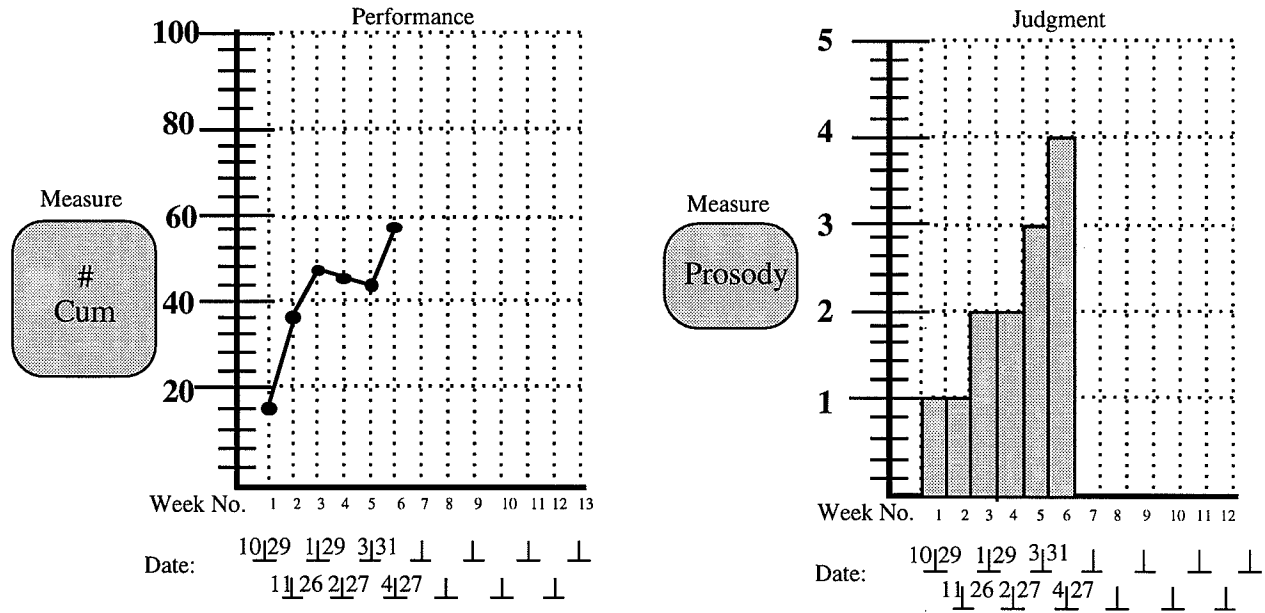 Performance
100
80
60
40
20
Measure
#
Cum
Week No. 1 2 3 4 5 6 7 8 9 10 11 12 13
Date: 10|29 1|29 3|31
11|26 2|27 4|27
Judgment
5
4
3
2
1
Measure
Prosody
Week No. 1 2 3 4 5 6 7 8 9 10 11 12
Date: 10|29 1|29 3|31
11|26 2|27 4|27